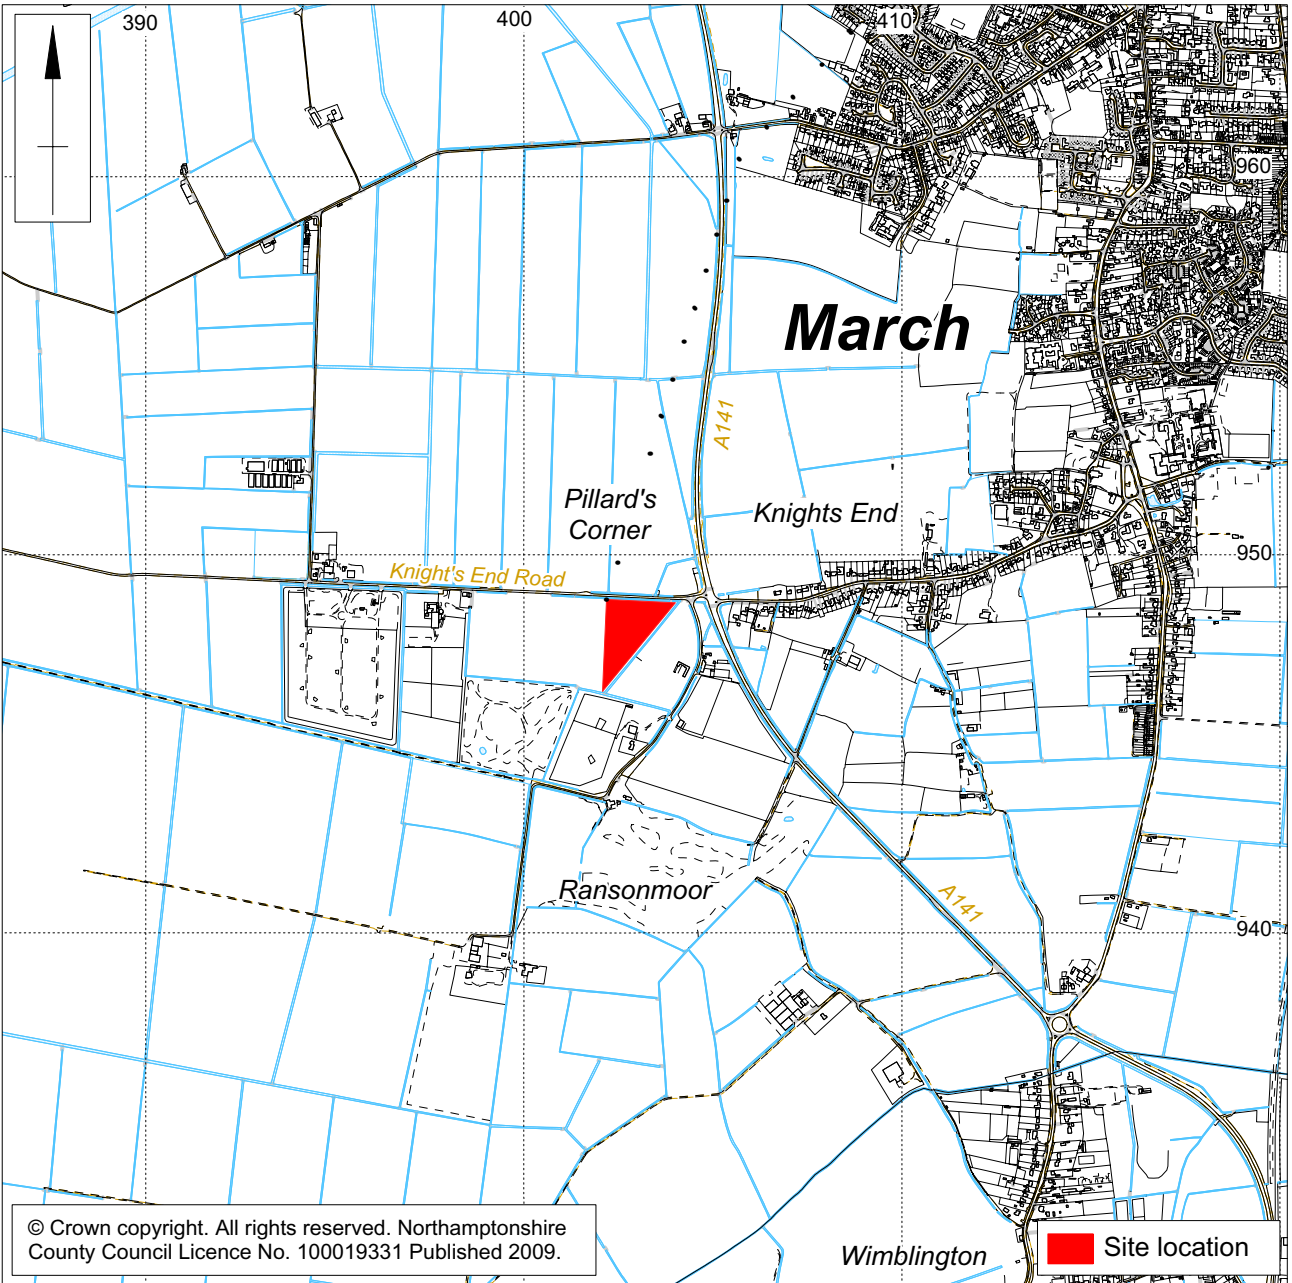 390
400
410
960
March
A141
Pillard's
Corner
Knights End
950
Knight's End Road
Ransonmoor
A141
940
© Crown copyright. All rights reserved. Northamptonshire
County Council Licence No. 100019331 Published 2009.
Wimblington
Site location